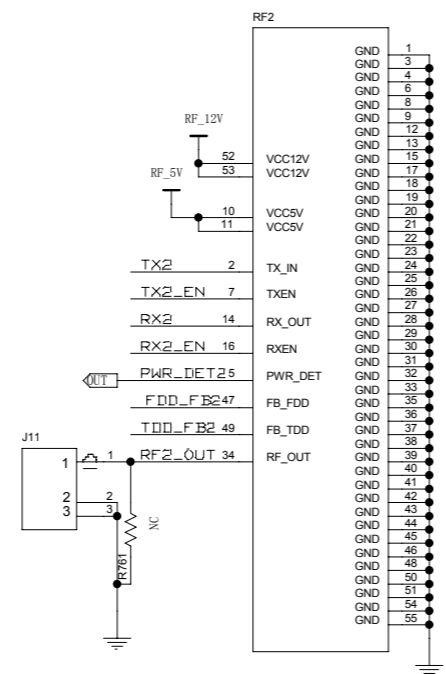 RF2
RF_12V
52 VCC12V
53 VCC12V
RF_5V
10 VCC5V
11 VCC5V
TX2 2 TX_IN
TX2_EN 7 TXEN
RX2 14 RX_OUT
RX2_EN 16 RXEN
OUT PWR_DET2 5 PWR_DET
FDD_FB2 47 FB_FDD
TDD_FB2 49 FB_TDD
RF2_OUT 34 RF_OUT
J11
1 1
2 2
3 3
R761
NC
GND 1
GND 3
GND 4
GND 6
GND 8
GND 9
GND 12
GND 13
GND 15
GND 17
GND 18
GND 19
GND 20
GND 21
GND 22
GND 23
GND 24
GND 25
GND 26
GND 27
GND 28
GND 29
GND 30
GND 31
GND 32
GND 33
GND 35
GND 36
GND 37
GND 38
GND 39
GND 40
GND 41
GND 42
GND 43
GND 44
GND 45
GND 46
GND 48
GND 50
GND 51
GND 54
GND 55